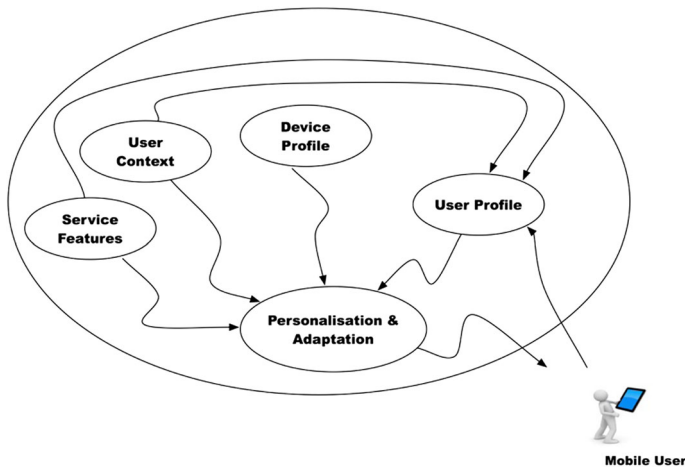 User
Context
Device
Profile
Service
Features
User Profile
Personalisation &
Adaptation
Mobile User